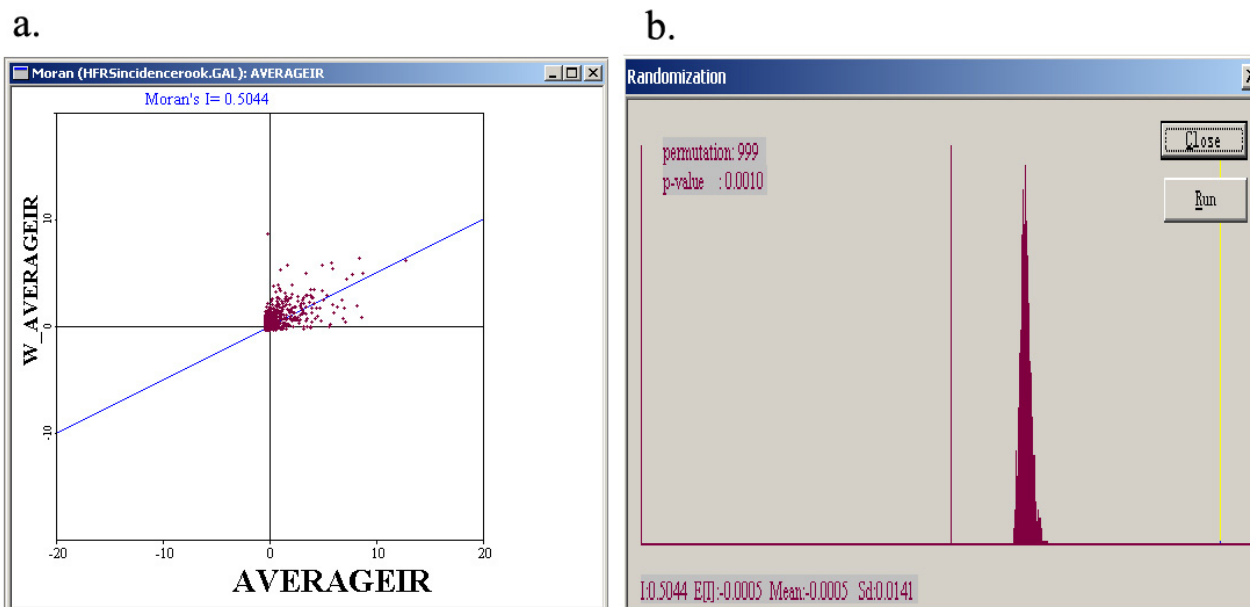 a.
Moran (HFRSincidencerook.GAL): AVERAGEIR
Moran's I= 0.5044
W_AVERAGEIR
10
0
-10
-20
-10
0
10
20
AVERAGEIR
b.
Randomization
permutation: 999
p-value : 0.0010
Close
Run
I:0.5044 E[I]:-0.0005 Mean:-0.0005 Sd:0.0141